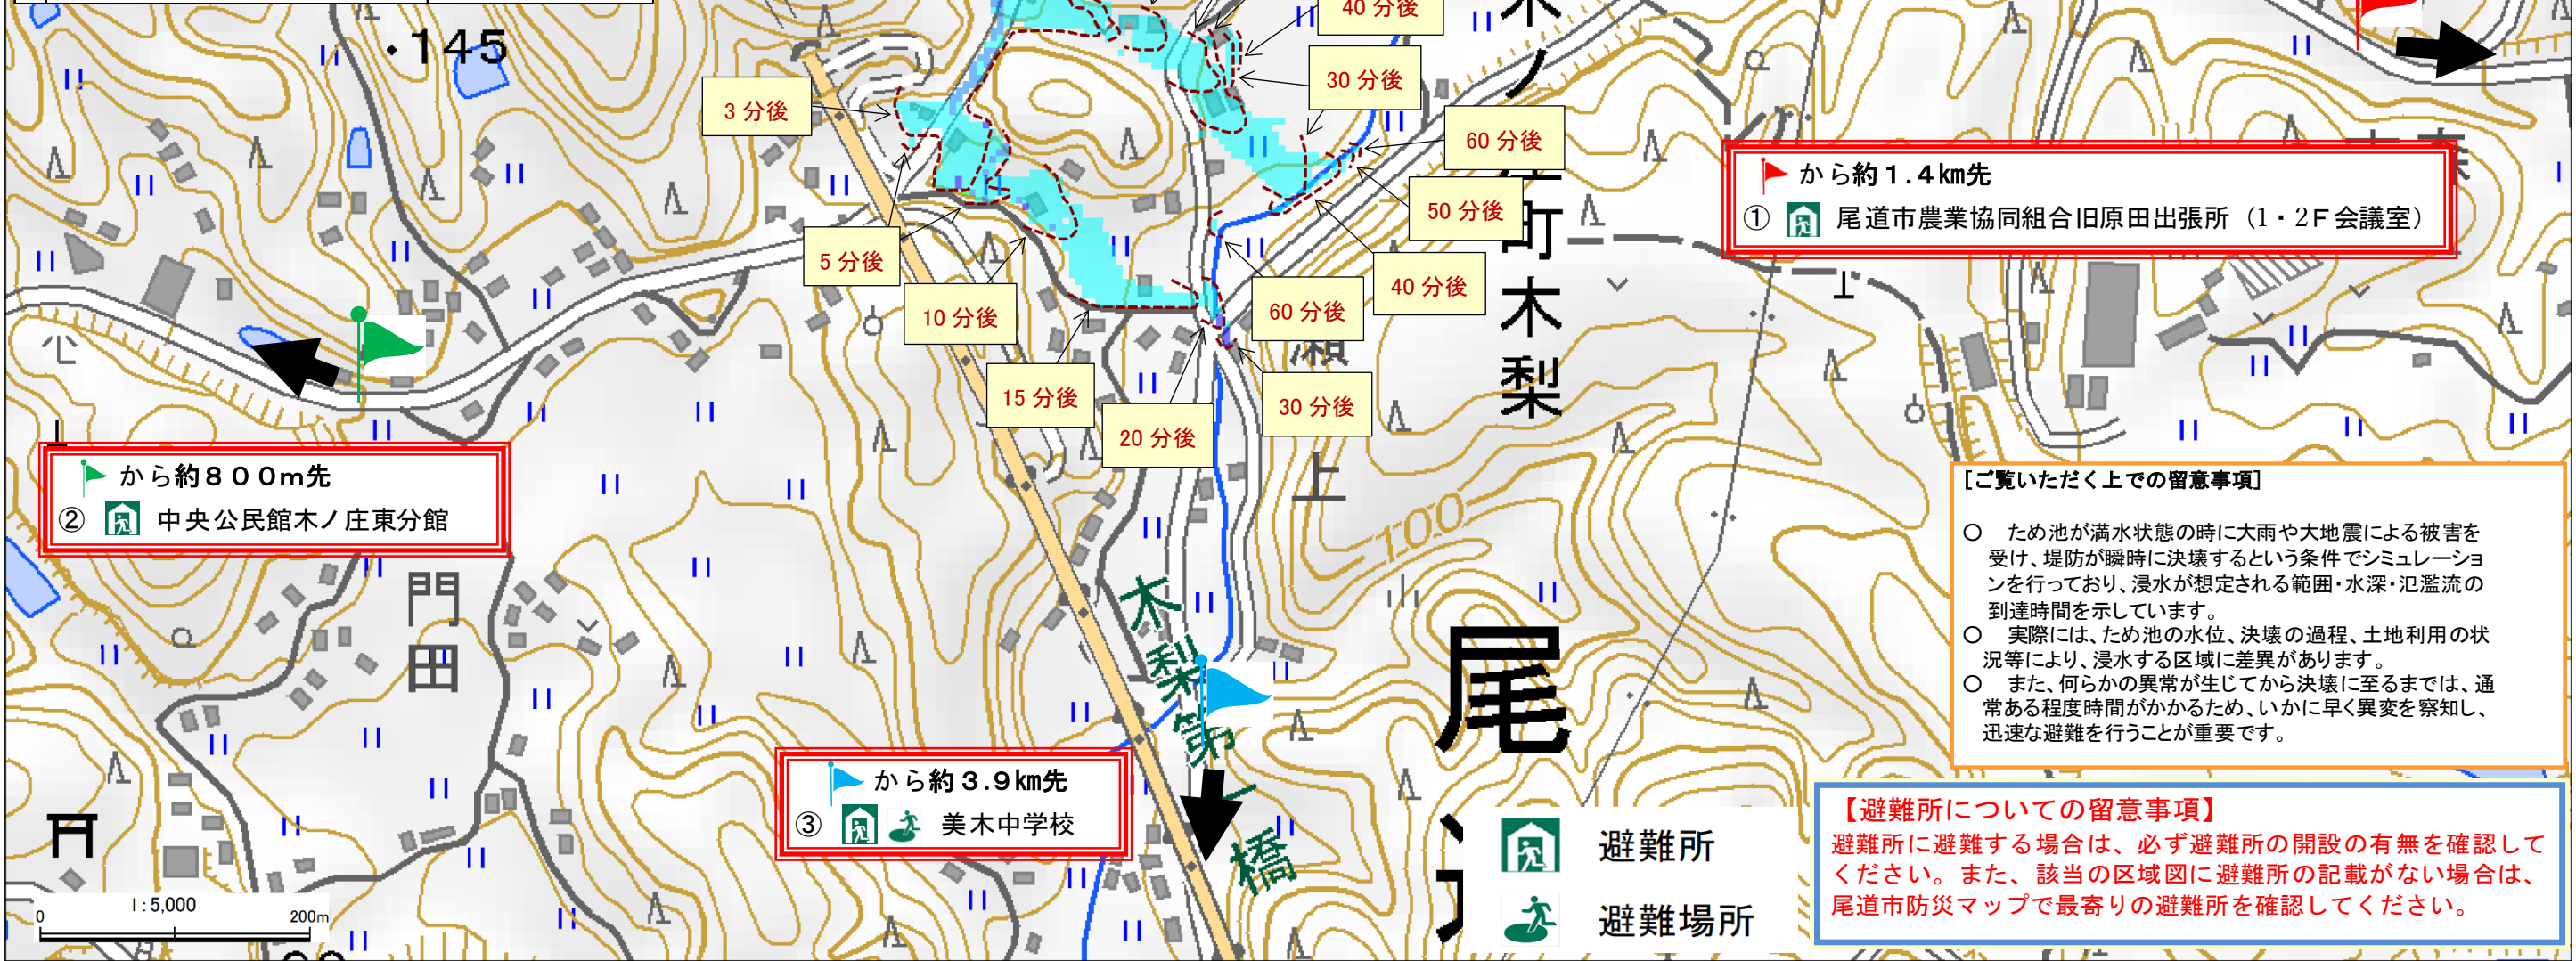 ・145
40 分後
30 分後
3 分後
60 分後
50 分後
5 分後
40 分後
10 分後
60 分後
15 分後
30 分後
20 分後
町木梨
上
から約１.４㎞先
① 尾道市農業協同組合旧原田出張所（1・2Ｆ会議室）
から約８００ｍ先
② 中央公民館木ノ庄東分館
門田
100
木梨第一橋
尾
から約３.９㎞先
③ 美木中学校
[ご覧いただく上での留意事項]
○　ため池が満水状態の時に大雨や大地震による被害を
受け、堤防が瞬時に決壊するという条件でシミュレーショ
ンを行っており、浸水が想定される範囲・水深・氾濫流の
到達時間を示しています。
○　実際には、ため池の水位、決壊の過程、土地利用の状
況等により、浸水する区域に差異があります。
○　また、何らかの異常が生じてから決壊に至るまでは、通
常ある程度時間がかかるため、いかに早く異変を察知し、
迅速な避難を行うことが重要です。
避難所
避難場所
【避難所についての留意事項】
避難所に避難する場合は、必ず避難所の開設の有無を確認して
ください。また、該当の区域図に避難所の記載がない場合は、
尾道市防災マップで最寄りの避難所を確認してください。
1:5,000
0 200m